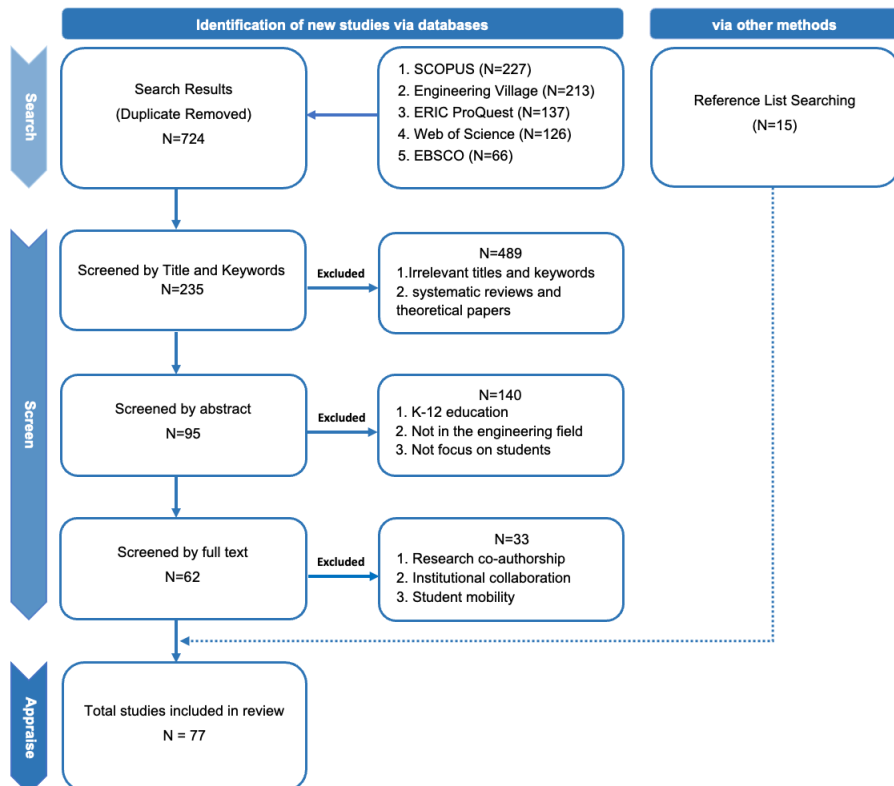 Identification of new studies via databases
via other methods
Search
Search Results
(Duplicate Removed)
N=724
1. SCOPUS (N=227)
2. Engineering Village (N=213)
3. ERIC ProQuest (N=137)
4. Web of Science (N=126)
5. EBSCO (N=66)
Reference List Searching
(N=15)
Screen
Screened by Title and Keywords
N=235
Excluded
N=489
1.Irrelevant titles and keywords
2. systematic reviews and
theoretical papers
Screened by abstract
N=95
Excluded
N=140
1. K-12 education
2. Not in the engineering field
3. Not focus on students
Screened by full text
N=62
Excluded
N=33
1. Research co-authorship
2. Institutional collaboration
3. Student mobility
Appraise
Total studies included in review
N = 77